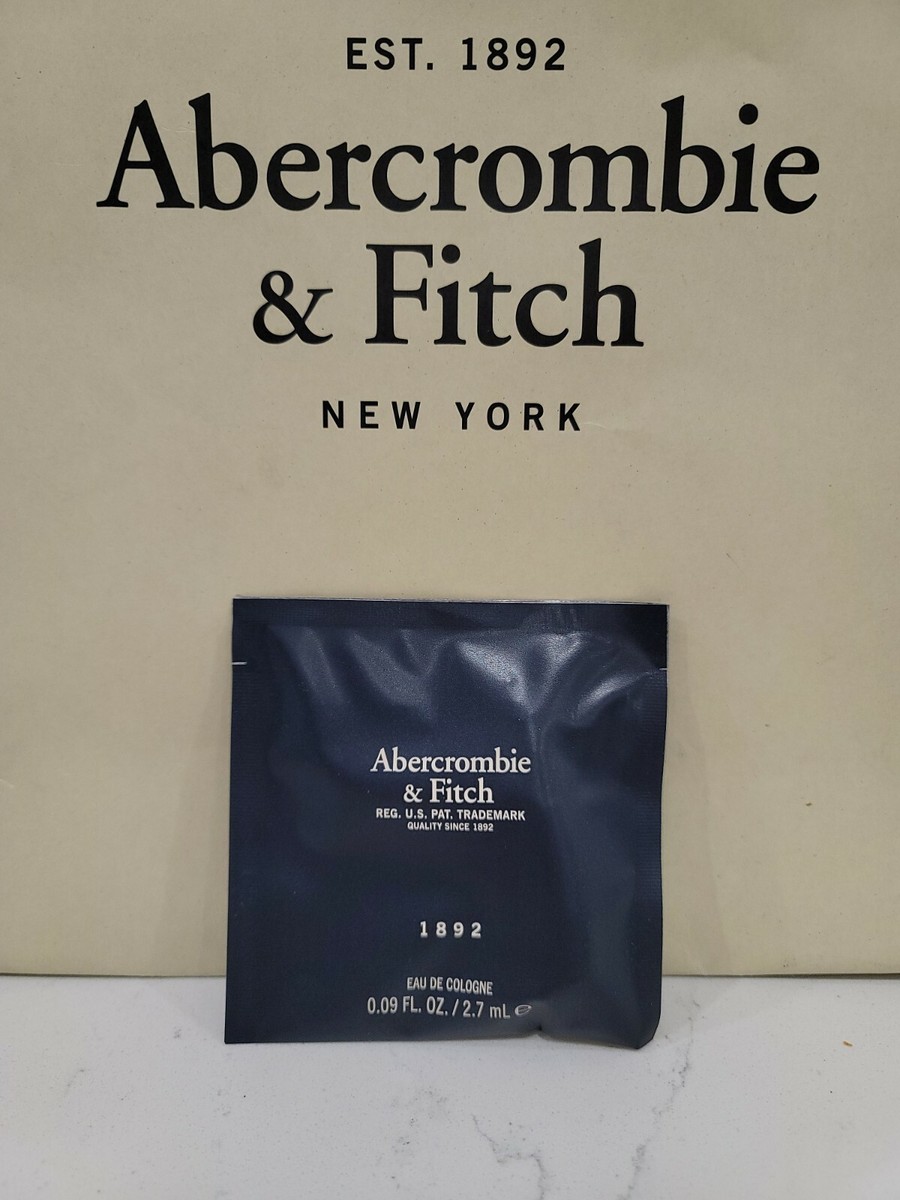 EST. 1892
Abercrombie
& Fitch
NEW YORK
Abercrombie
& Fitch
REG. U.S. PAT. TRADEMARK
QUALITY SINCE 1892
1892
EAU DE COLOGNE
0.09 FL. OZ. / 2.7 mL ℮